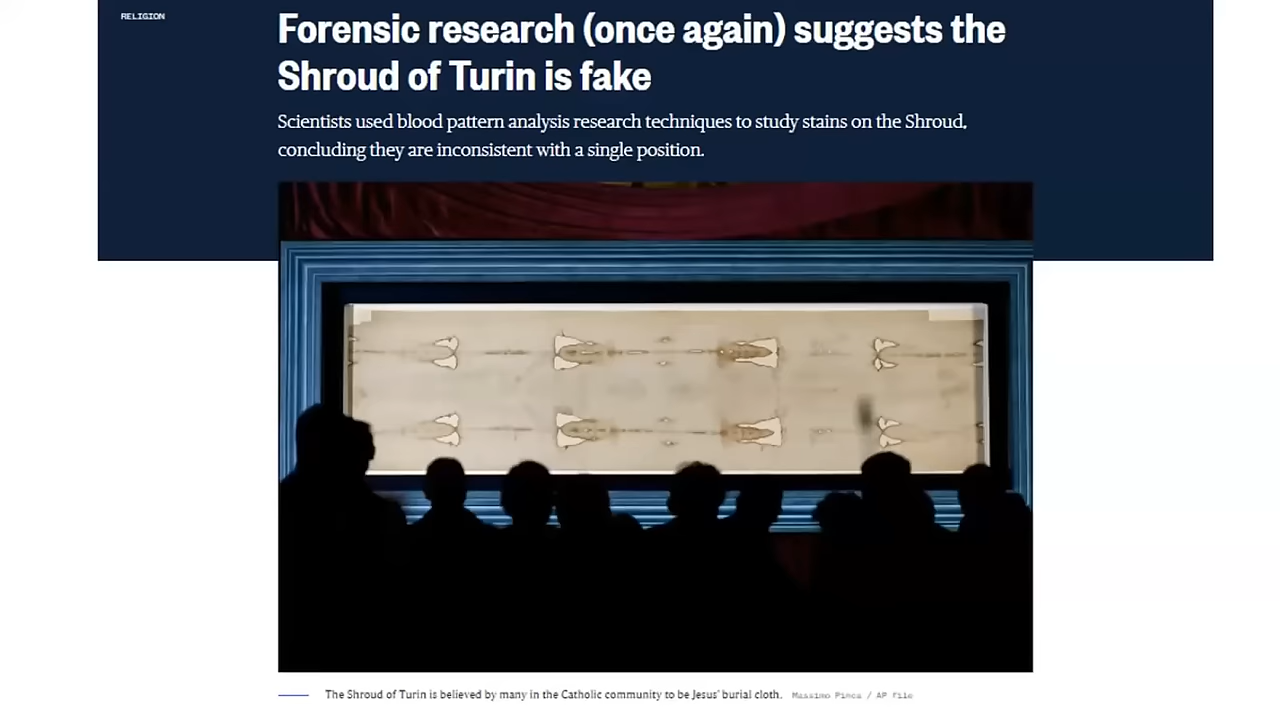 RELIGION
Forensic research (once again) suggests the
Shroud of Turin is fake
Scientists used blood pattern analysis research techniques to study stains on the Shroud,
concluding they are inconsistent with a single position.
The Shroud of Turin is believed by many in the Catholic community to be Jesus' burial cloth. Massimo Pinca / AP file